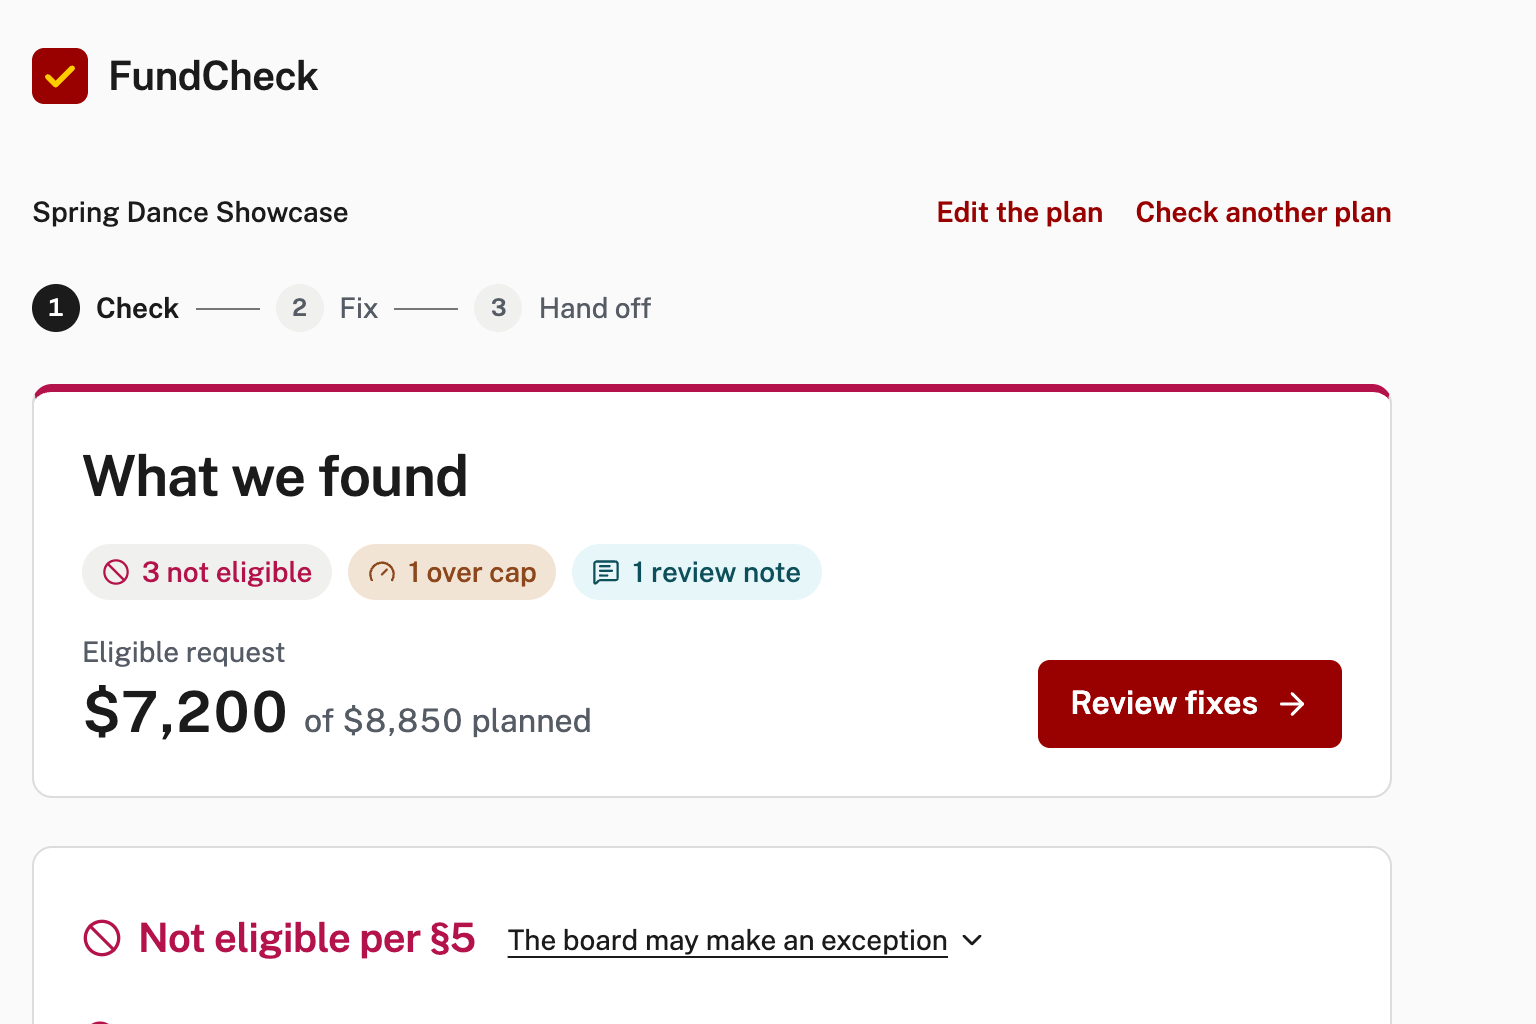 FundCheck
Spring Dance Showcase
Edit the plan Check another plan
1 Check 2 Fix 3 Hand off
What we found
3 not eligible 1 over cap 1 review note
Eligible request
$7,200 of $8,850 planned
Review fixes
Not eligible per §5 The board may make an exception